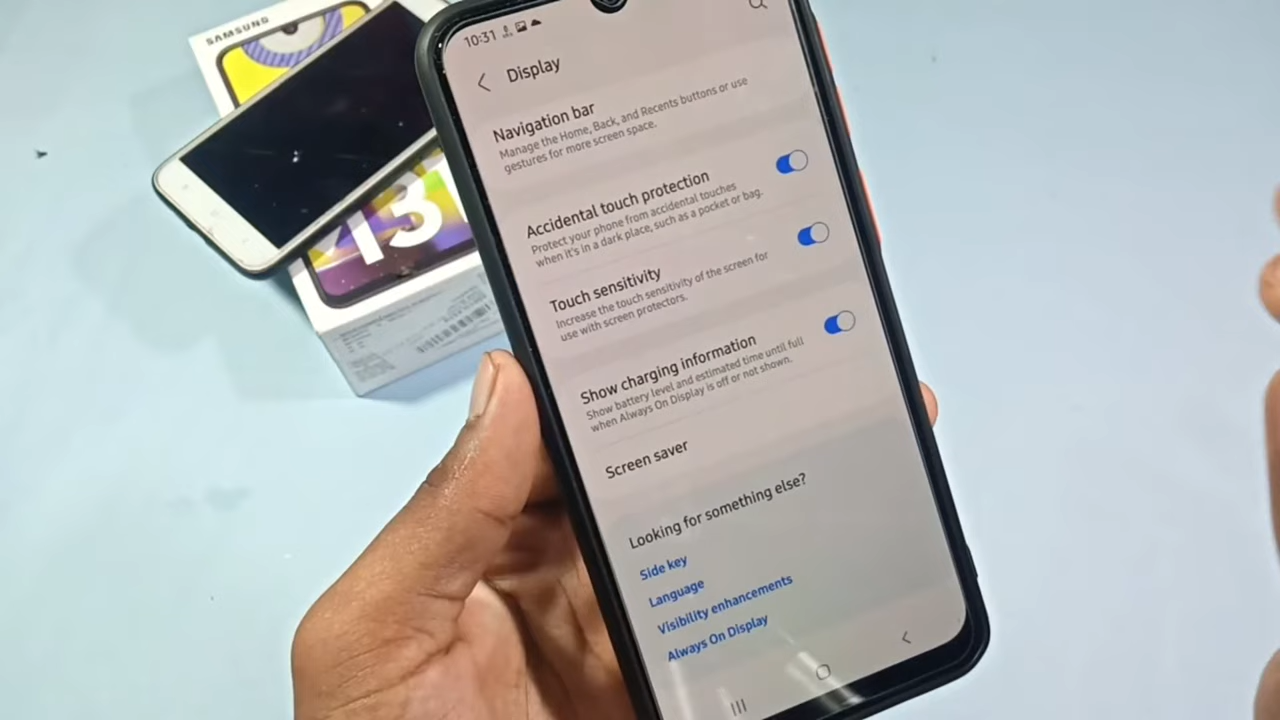 SAMSUNG
31
10:31
Display
Navigation bar
Manage the Home, Back, and Recents buttons or use
gestures for more screen space.
Accidental touch protection
Protect your phone from accidental touches
when it's in a dark place, such as a pocket or bag.
Touch sensitivity
Increase the touch sensitivity of the screen for
use with screen protectors.
Show charging information
Show battery level and estimated time until full
when Always On Display is off or not shown.
Screen saver
Looking for something else?
Side key
Language
Visibility enhancements
Always On Display